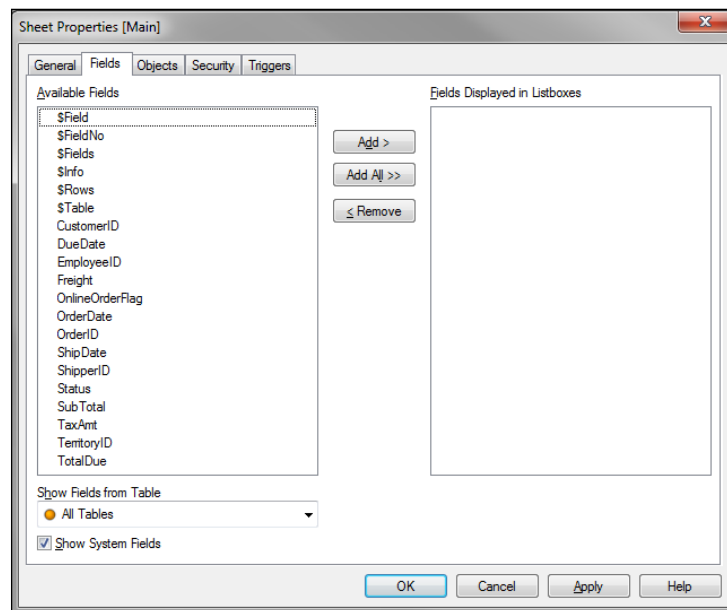 Sheet Properties [Main]
x
General Fields Objects Security Triggers
Available Fields
Fields Displayed in Listboxes
$Field
$FieldNo
$Fields
$Info
$Rows
$Table
CustomerID
DueDate
EmployeeID
Freight
OnlineOrderFlag
OrderDate
OrderID
ShipDate
ShipperID
Status
SubTotal
TaxAmt
TerritoryID
TotalDue
Add >
Add All >>
< Remove
Show Fields from Table
All Tables
Show System Fields
OK Cancel Apply Help